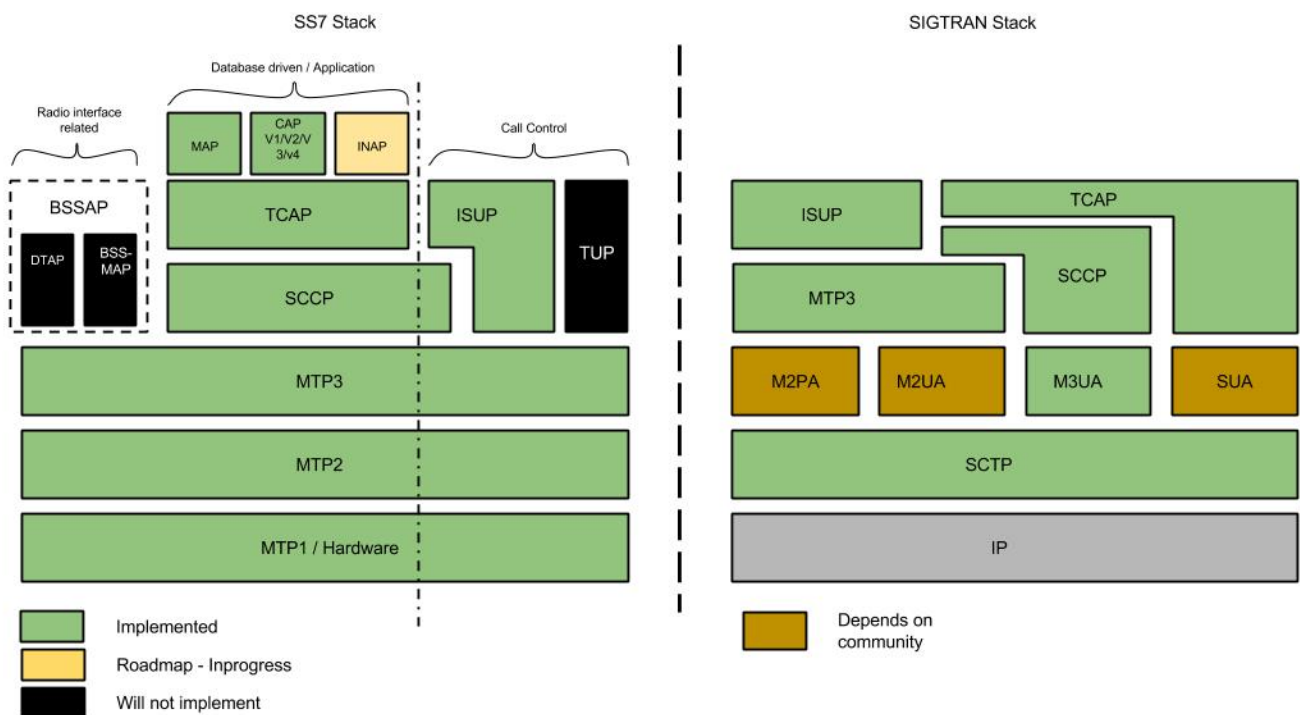 SS7 Stack
SIGTRAN Stack
Database driven / Application
Radio interface
related
Call Control
MAP
CAP
V1/V2/V
3/v4
INAP
BSSAP
DTAP
BSS-
MAP
TCAP
ISUP
TUP
SCCP
MTP3
MTP2
MTP1 / Hardware
ISUP
TCAP
SCCP
MTP3
M2PA
M2UA
M3UA
SUA
SCTP
IP
Implemented
Roadmap - Inprogress
Will not implement
Depends on
community